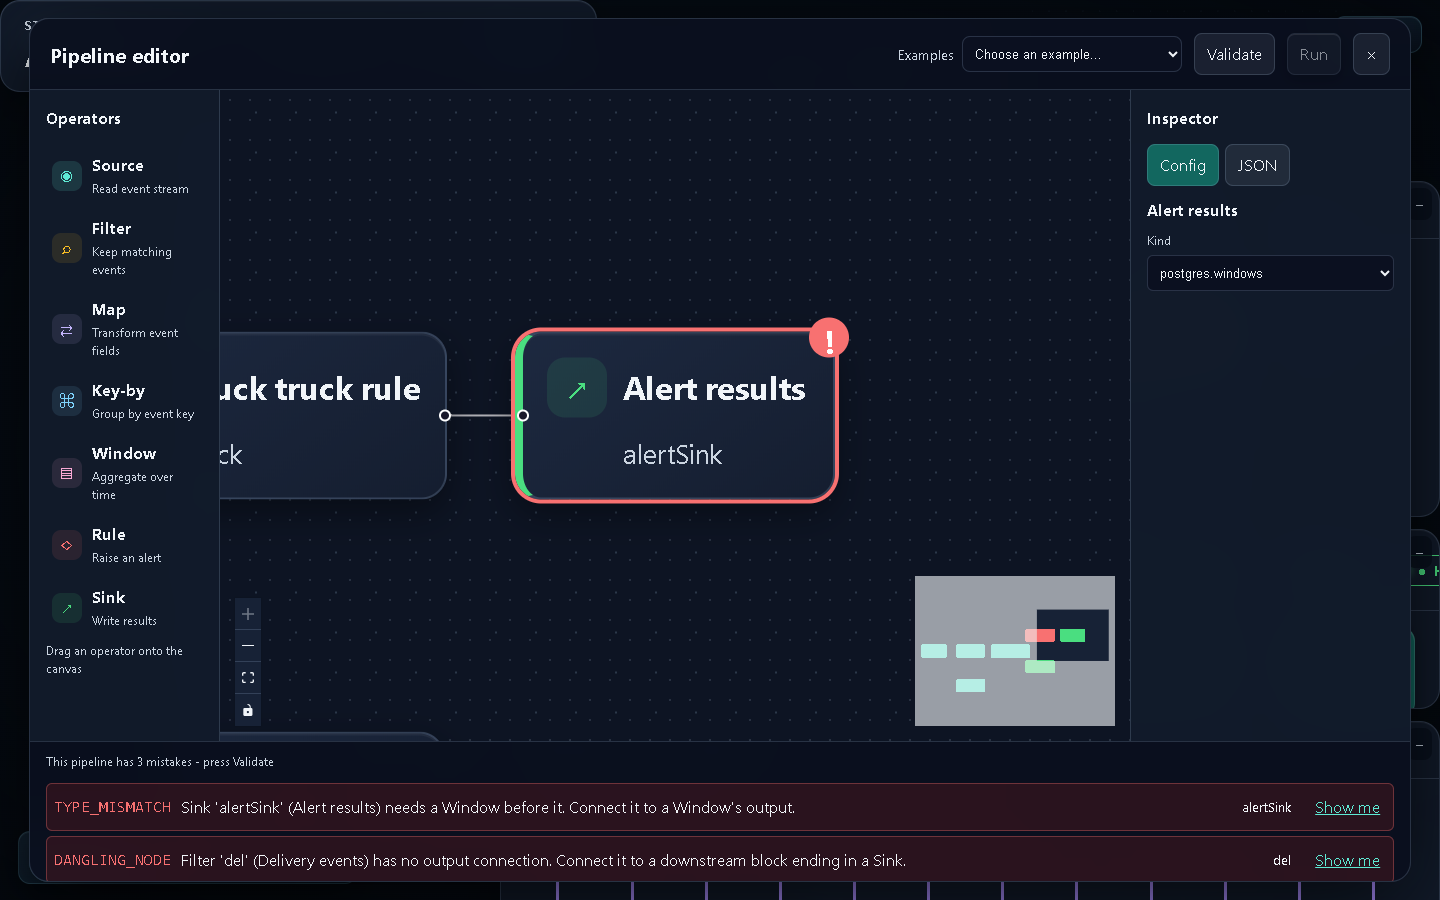 Pipeline editor
Examples
Choose an example...
Validate
Run
×
Operators
Source
Read event stream
Filter
Keep matching
events
Map
Transform event
fields
Key-by
Group by event key
Window
Aggregate over
time
Rule
Raise an alert
Sink
Write results
Drag an operator onto the
canvas
uck truck rule
ck
!
Alert results
alertSink
Inspector
Config
JSON
Alert results
Kind
postgres.windows
This pipeline has 3 mistakes - press Validate
TYPE_MISMATCH Sink 'alertSink' (Alert results) needs a Window before it. Connect it to a Window's output. alertSink Show me
DANGLING_NODE Filter 'del' (Delivery events) has no output connection. Connect it to a downstream block ending in a Sink. del Show me